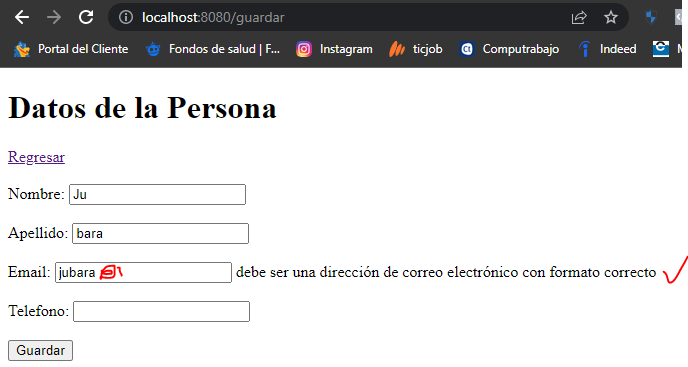 localhost:8080/guardar
Portal del Cliente Fondos de salud | F... Instagram ticjob Computrabajo Indeed
Datos de la Persona
Regresar
Nombre: Ju
Apellido: bara
Email: jubara debe ser una dirección de correo electrónico con formato correcto
Telefono:
Guardar